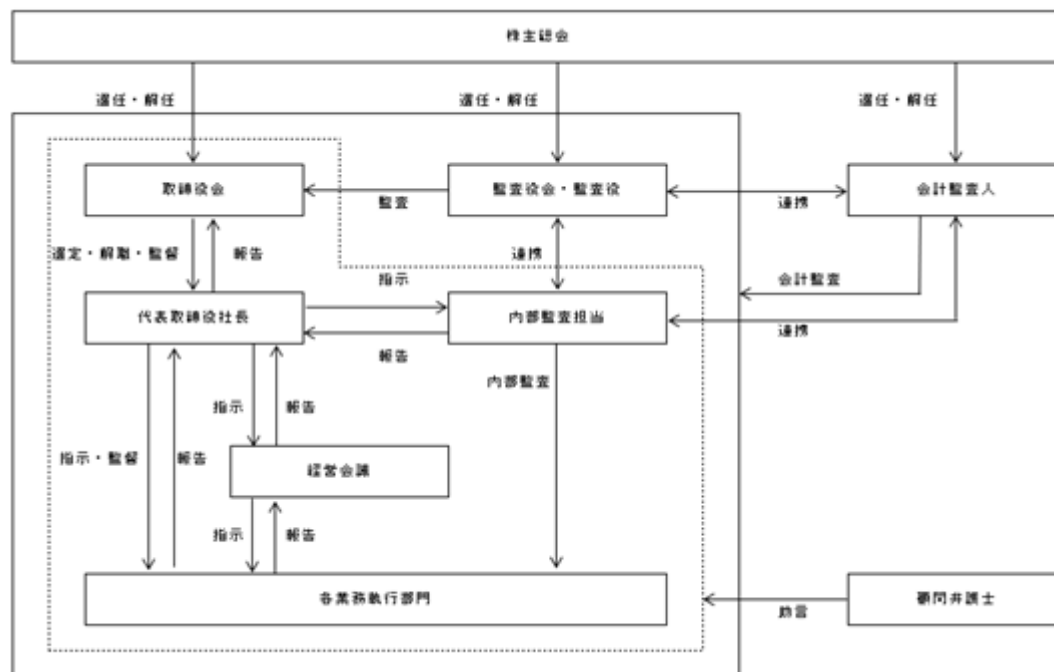 株主総会
選任・解任
選任・解任
選任・解任
取締役会
監査
監査役会・監査役
連携
会計監査人
選定・解職・監督
報告
連携
指示
会計監査
代表取締役社長
報告
内部監査担当
連携
内部監査
指示
報告
指示・監督
報告
経営会議
指示
報告
各業務執行部門
助言
顧問弁護士